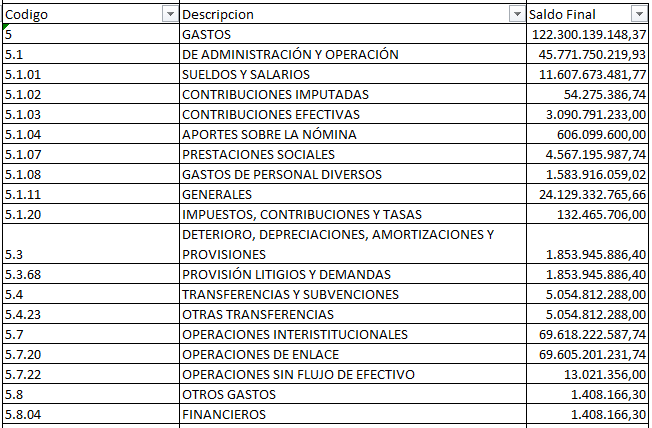 Codigo Descripcion Saldo Final
5 GASTOS 122.300.139.148,37
5.1 DE ADMINISTRACIÓN Y OPERACIÓN 45.771.750.219,93
5.1.01 SUELDOS Y SALARIOS 11.607.673.481,77
5.1.02 CONTRIBUCIONES IMPUTADAS 54.275.386,74
5.1.03 CONTRIBUCIONES EFECTIVAS 3.090.791.233,00
5.1.04 APORTES SOBRE LA NÓMINA 606.099.600,00
5.1.07 PRESTACIONES SOCIALES 4.567.195.987,74
5.1.08 GASTOS DE PERSONAL DIVERSOS 1.583.916.059,02
5.1.11 GENERALES 24.129.332.765,66
5.1.20 IMPUESTOS, CONTRIBUCIONES Y TASAS 132.465.706,00
DETERIORO, DEPRECIACIONES, AMORTIZACIONES Y
5.3 PROVISIONES 1.853.945.886,40
5.3.68 PROVISIÓN LITIGIOS Y DEMANDAS 1.853.945.886,40
5.4 TRANSFERENCIAS Y SUBVENCIONES 5.054.812.288,00
5.4.23 OTRAS TRANSFERENCIAS 5.054.812.288,00
5.7 OPERACIONES INTERISTITUCIONALES 69.618.222.587,74
5.7.20 OPERACIONES DE ENLACE 69.605.201.231,74
5.7.22 OPERACIONES SIN FLUJO DE EFECTIVO 13.021.356,00
5.8 OTROS GASTOS 1.408.166,30
5.8.04 FINANCIEROS 1.408.166,30